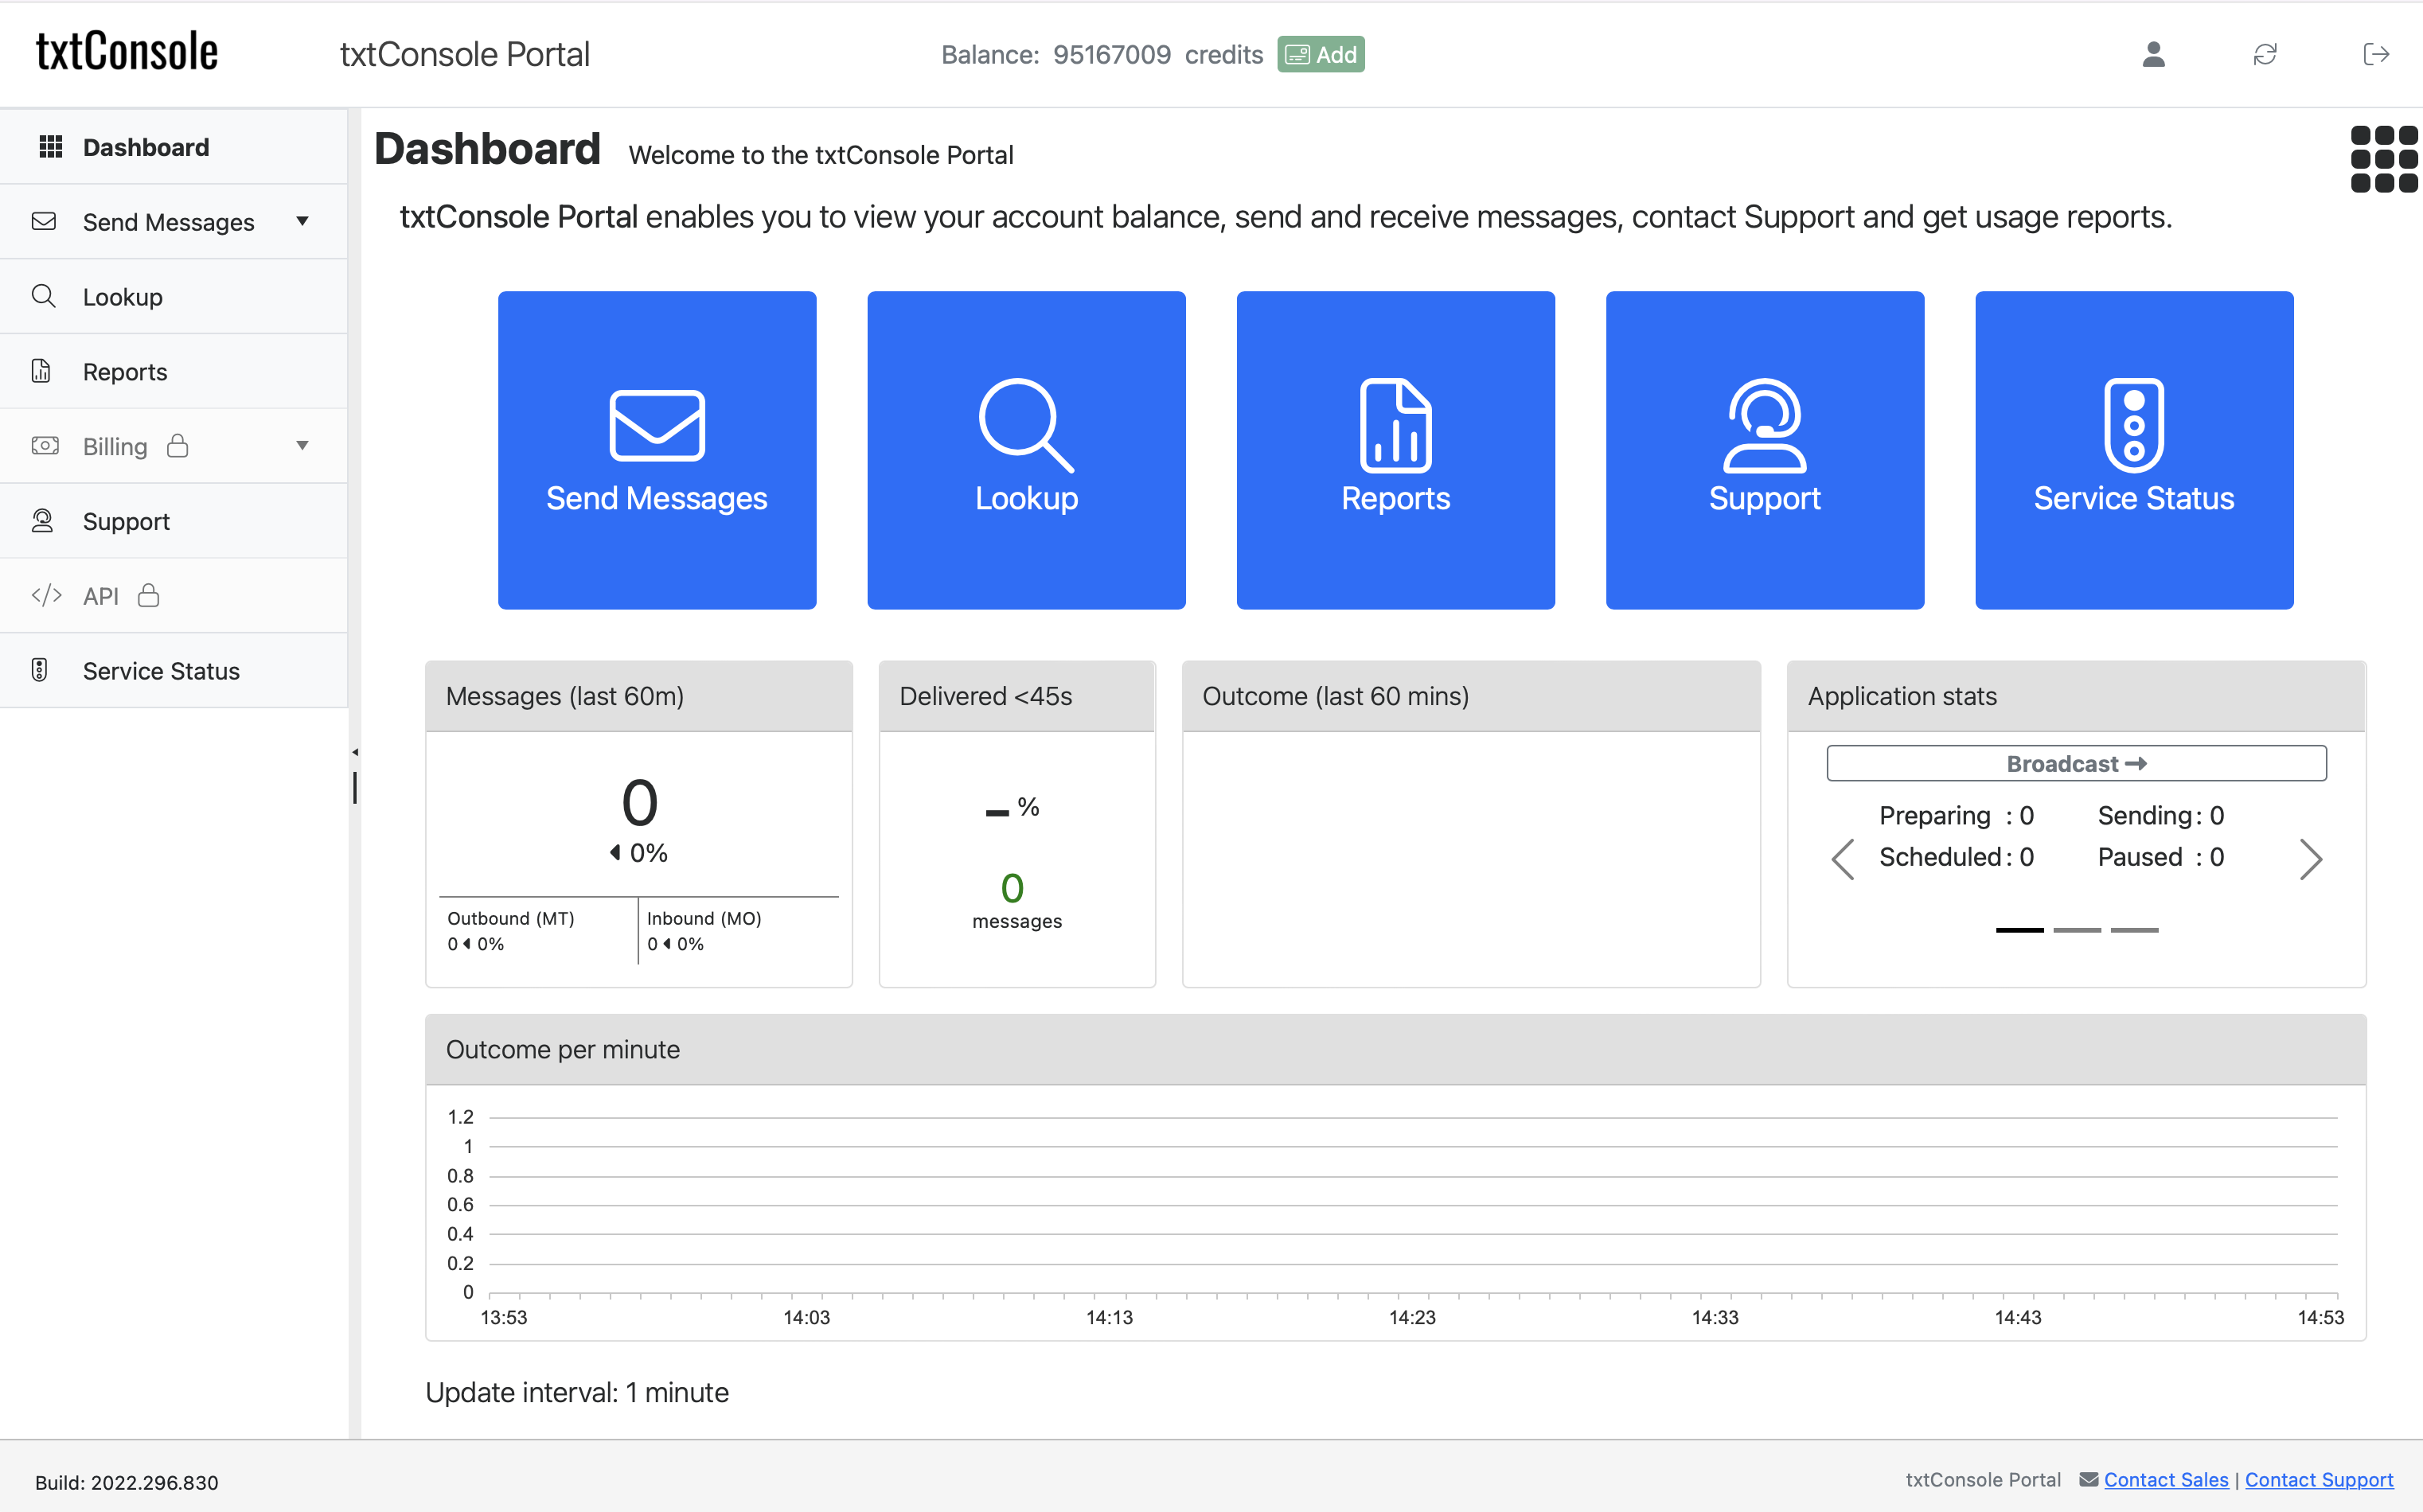 txtConsole
txtConsole Portal
Balance: 95167009 credits Add
Dashboard
Send Messages
Lookup
Reports
Billing
Support
</> API
Service Status
Dashboard Welcome to the txtConsole Portal
txtConsole Portal enables you to view your account balance, send and receive messages, contact Support and get usage reports.
Send Messages
Lookup
Reports
Support
Service Status
Messages (last 60m)
0
0%
Outbound (MT)
0 0%
Inbound (MO)
0 0%
Delivered <45s
– %
0
messages
Outcome (last 60 mins)
Application stats
Broadcast
Preparing : 0 Sending : 0
Scheduled : 0 Paused : 0
Outcome per minute
1.2
1
0.8
0.6
0.4
0.2
0
13:53 14:03 14:13 14:23 14:33 14:43 14:53
Update interval: 1 minute
Build: 2022.296.830
txtConsole Portal Contact Sales | Contact Support